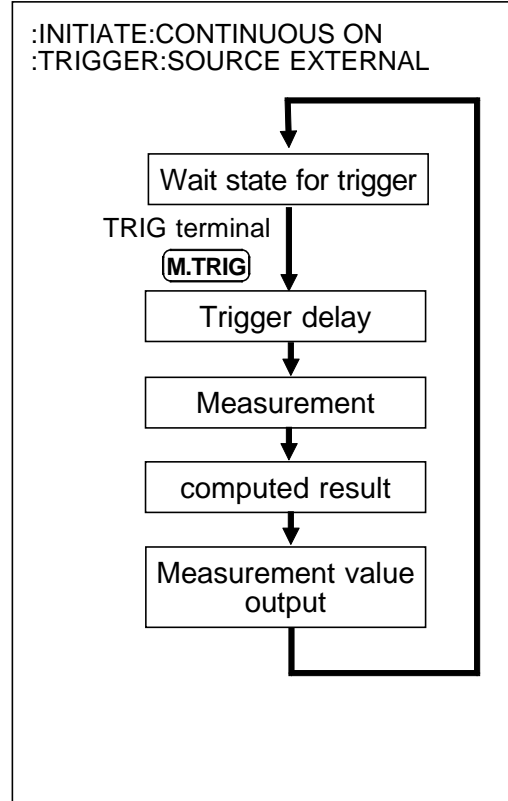 :INITIATE:CONTINUOUS ON
:TRIGGER:SOURCE EXTERNAL
Wait state for trigger
TRIG terminal
M.TRIG
Trigger delay
Measurement
computed result
Measurement value
output